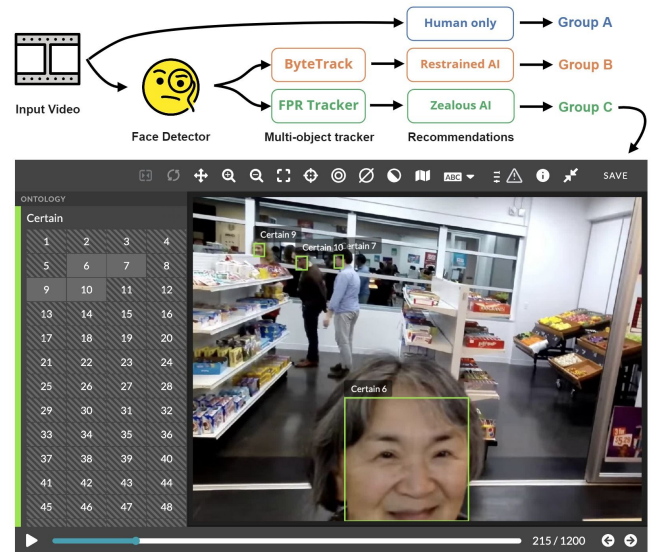 Human only
Group A
ByteTrack
Restrained AI
Group B
FPR Tracker
Zealous AI
Group C
Input Video
Face Detector
Multi-object tracker
Recommendations
ABC
SAVE
ONTOLOGY
Certain
1 2 3 4
5 6 7 8
9 10 11 12
13 14 15 16
17 18 19 20
21 22 23 24
25 26 27 28
29 30 31 32
33 34 35 36
37 38 39 40
41 42 43 44
45 46 47 48
Certain 9
Certain 10
ertain 7
Certain 6
215 / 1200